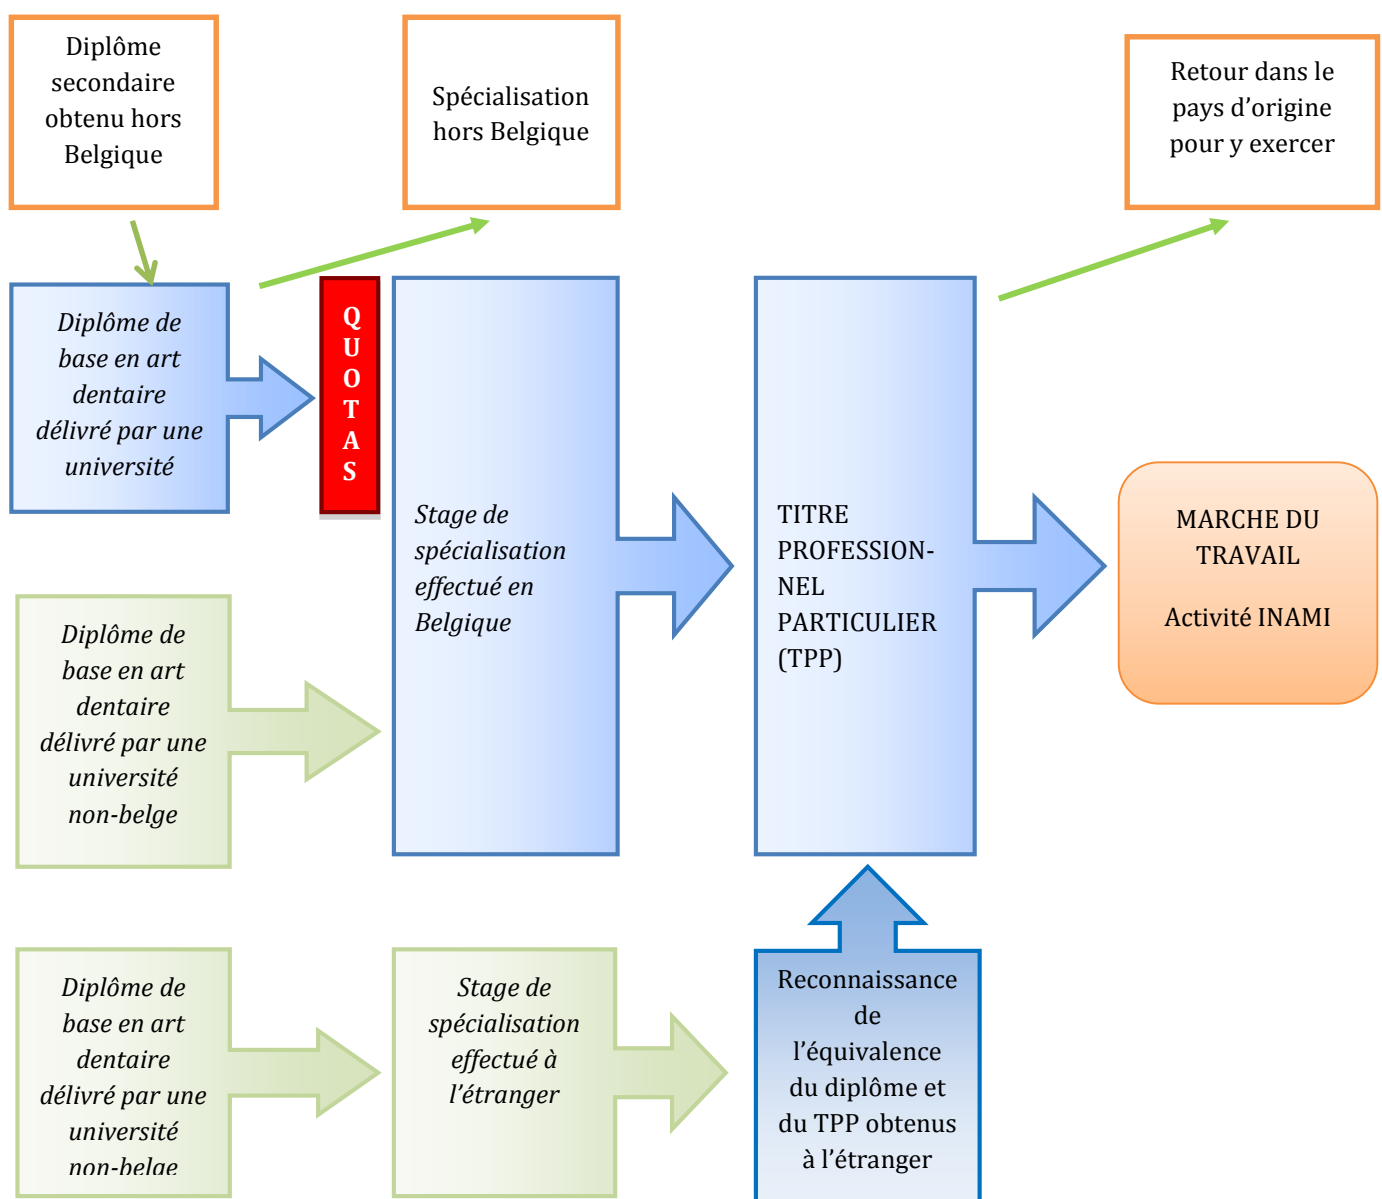 Diplôme
secondaire
obtenu hors
Belgique
Spécialisation
hors Belgique
Retour dans le
pays d’origine
pour y exercer
Diplôme de
base en art
dentaire
délivré par une
université
Q
U
O
T
A
S
Stage de
spécialisation
effectué en
Belgique
TITRE
PROFESSION-
NEL
PARTICULIER
(TPP)
MARCHE DU
TRAVAIL
Activité INAMI
Diplôme de
base en art
dentaire
délivré par une
université
non-belge
Diplôme de
base en art
dentaire
délivré par une
université
non-belge
Stage de
spécialisation
effectué à
l’étranger
Reconnaissance
de
l’équivalence
du diplôme et
du TPP obtenus
à l’étranger